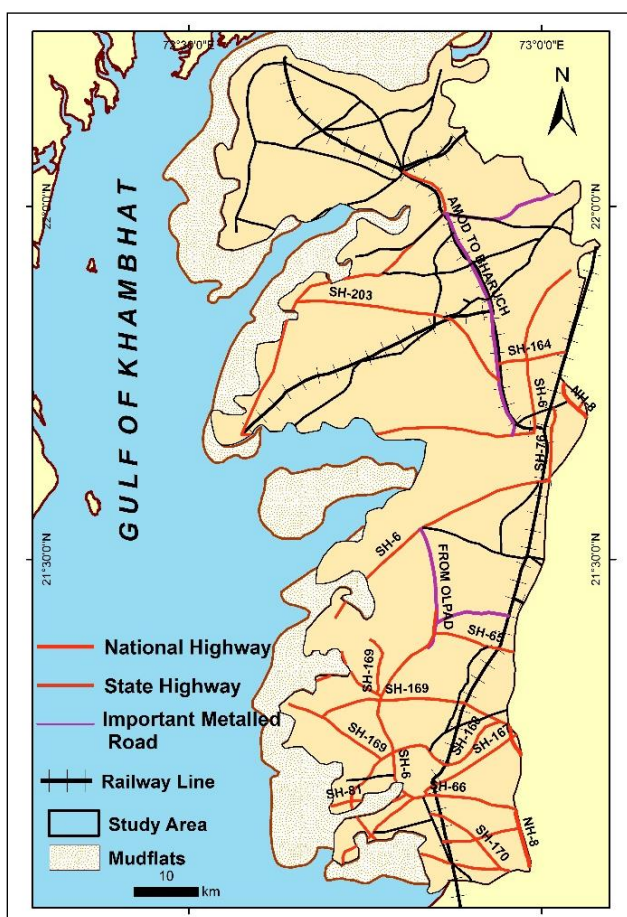 72°30'0"E
73°0'0"E
N
22°0'0"N
22°0'0"N
AMOD TO BHARUCH
SH-203
GULF OF KHAMBHAT
SH-164
SH-6
NH-8
SH-76
SH-6
21°30'0"N
21°30'0"N
FROM OLPAD
SH-65
National Highway
SH-169
State Highway
SH-169
Important Metalled
Road
SH-169
SH-168
SH-167
SH-6
Railway Line
SH-66
SH-81
Study Area
NH-8
SH-170
Mudflats
10
km